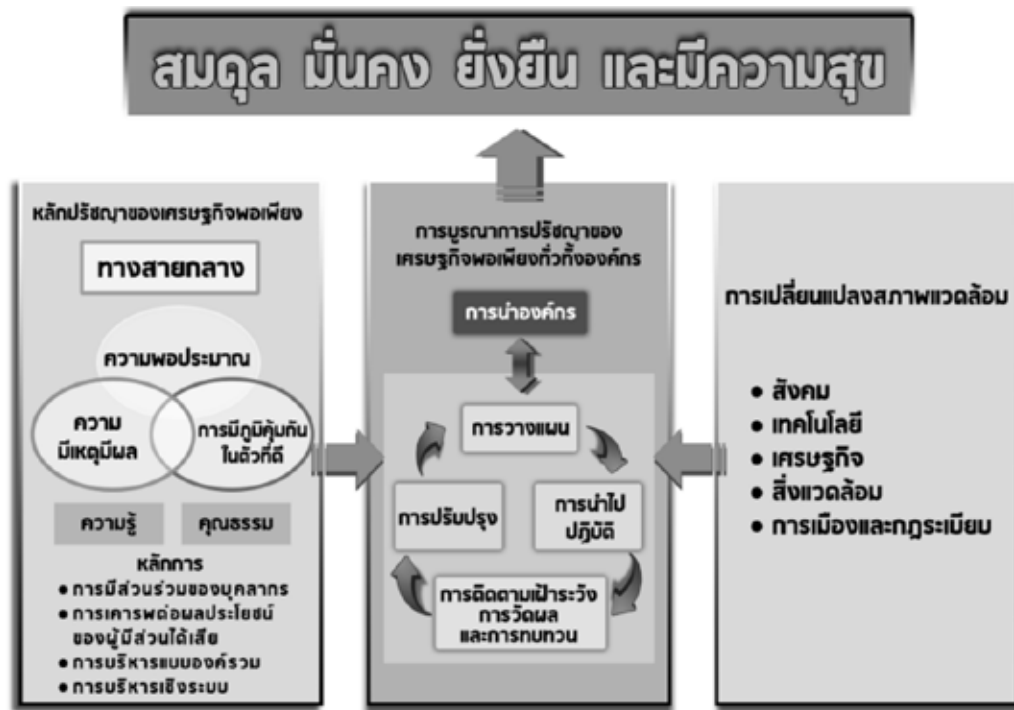 สมดุล มั่นคง ยั่งยืน และมีความสุข
หลักปรัชญาของเศรษฐกิจพอเพียง
ทางสายกลาง
ความพอประมาณ
ความ
มีเหตุมีผล
การมีภูมิคุ้มกัน
ในตัวที่ดี
ความรู้
คุณธรรม
หลักการ
● การมีส่วนร่วมของบุคลากร
● การเคารพต่อผลประโยชน์
ของผู้มีส่วนได้เสีย
● การบริหารแบบองค์รวม
● การบริหารเชิงระบบ
การบูรณาการปรัชญาของ
เศรษฐกิจพอเพียงทั่วทั้งองค์กร
การนำองค์กร
การวางแผน
การนำไป
ปฏิบัติ
การติดตามเฝ้าระวัง
การวัดผล
และการทบทวน
การปรับปรุง
การเปลี่ยนแปลงสภาพแวดล้อม
● สังคม
● เทคโนโลยี
● เศรษฐกิจ
● สิ่งแวดล้อม
● การเมืองและกฎระเบียบ